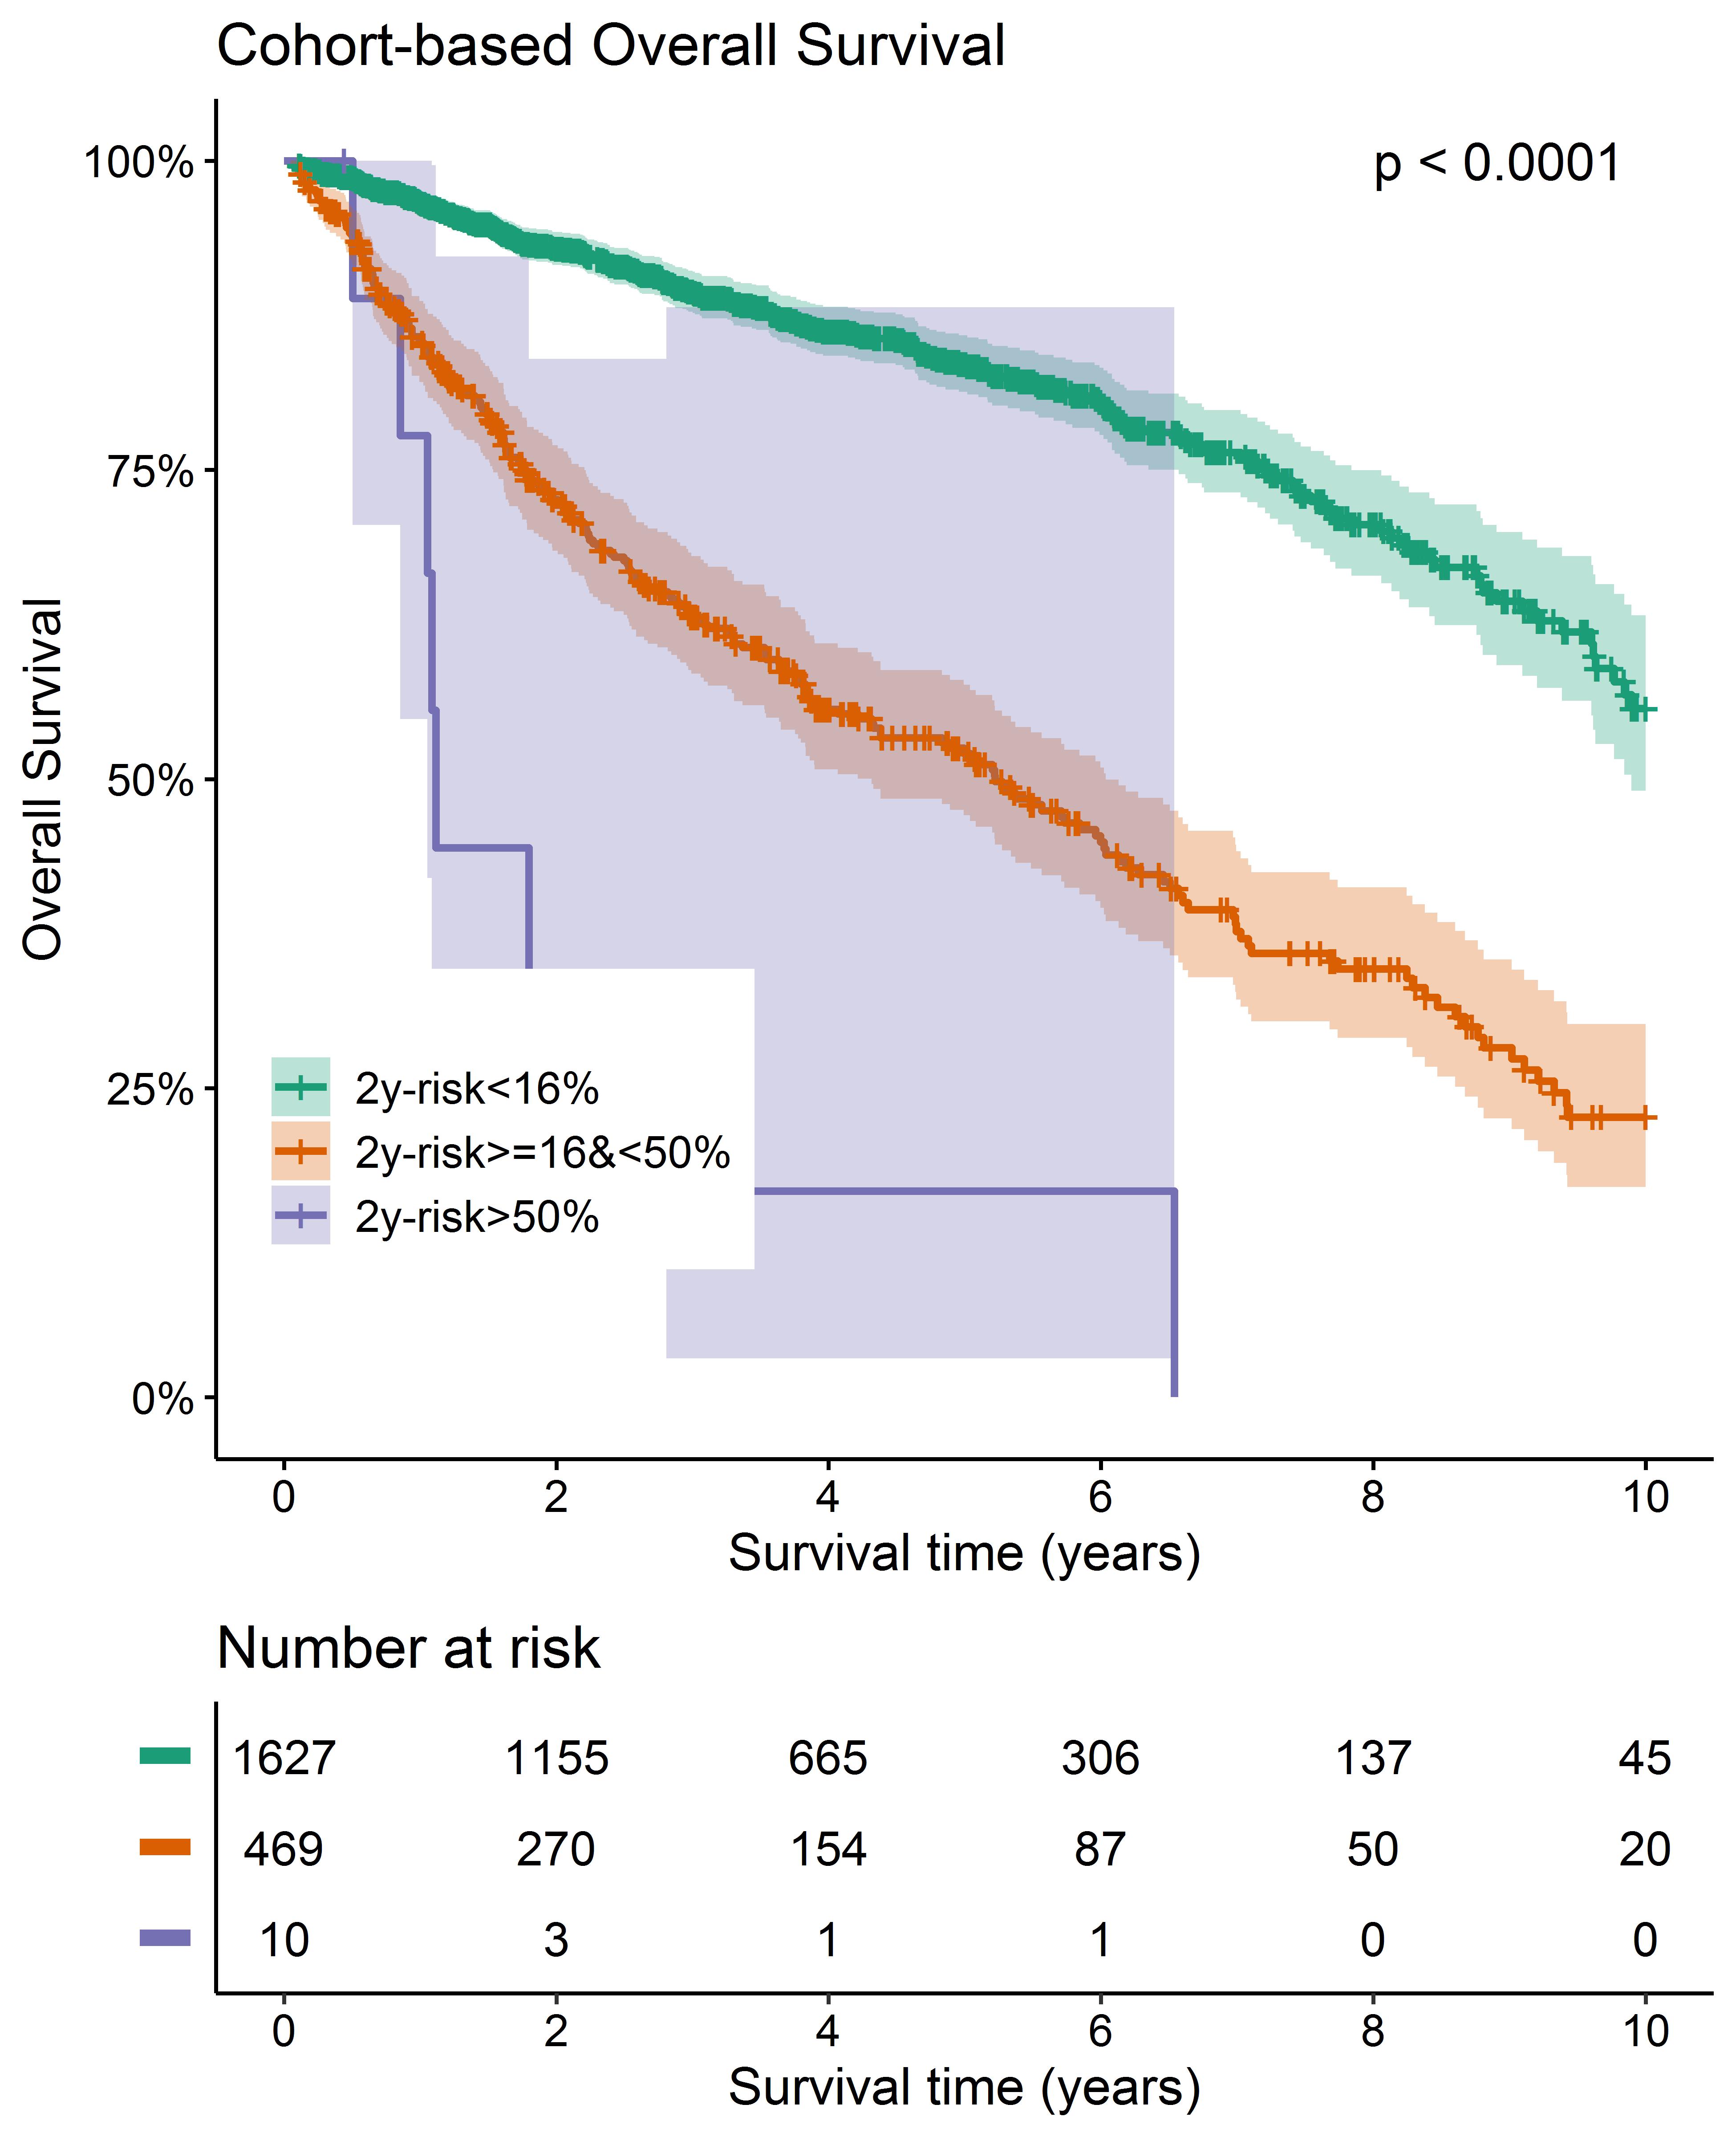 Cohort-based Overall Survival
p < 0.0001
100%
75%
50%
25%
0%
Overall Survival
2y-risk<16%
2y-risk>=16&<50%
2y-risk>50%
0 2 4 6 8 10
Survival time (years)
Number at risk
1627 1155 665 306 137 45
469 270 154 87 50 20
10 3 1 1 0 0
0 2 4 6 8 10
Survival time (years)